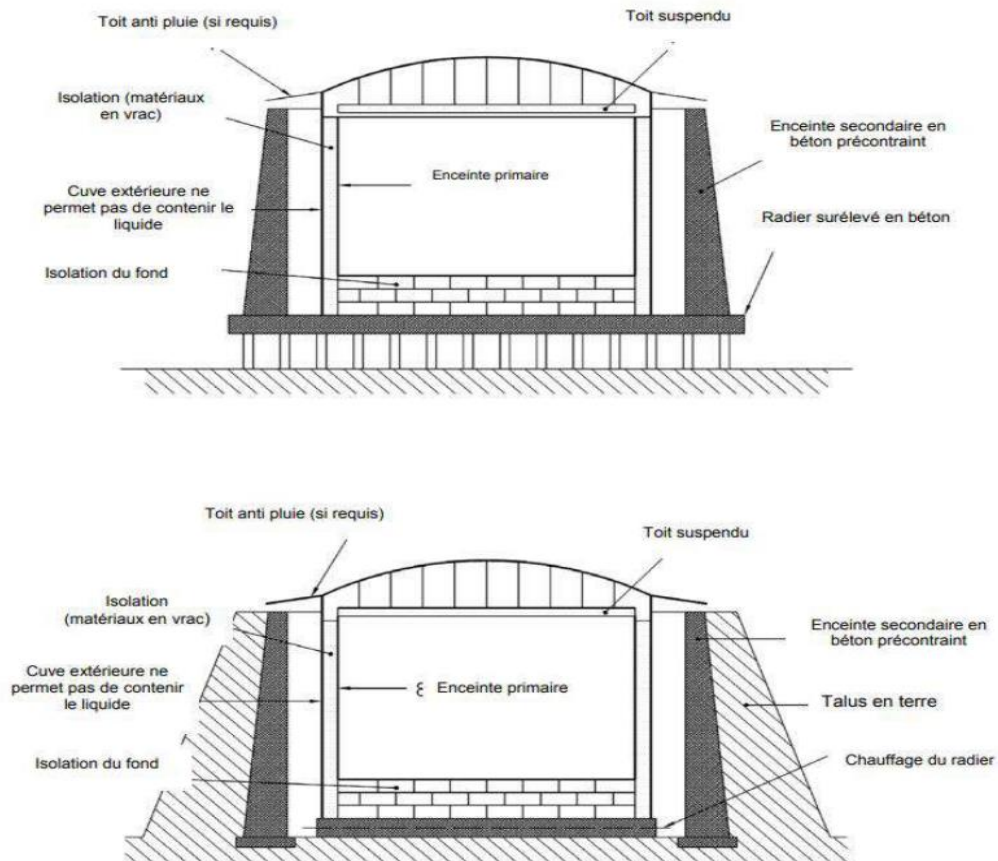 Toit anti pluie (si requis)
Toit suspendu
Isolation (matériaux
en vrac)
Enceinte secondaire en
béton précontraint
Enceinte primaire
Cuve extérieure ne
permet pas de contenir le
liquide
Radier surélevé en béton
Isolation du fond
Toit anti pluie (si requis)
Toit suspendu
Isolation
(matériaux en vrac)
Enceinte secondaire en
béton précontraint
Cuve extérieure ne
permet pas de contenir
le liquide
Enceinte primaire
Talus en terre
Isolation du fond
Chauffage du radier